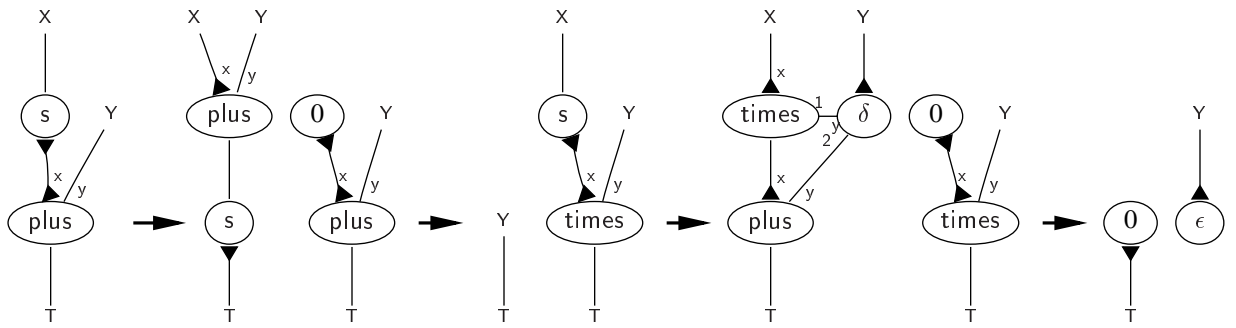 X X Y X X Y
x y x
s Y plus 0 Y s Y times 1 y δ 0 Y Y
2
x y x y x y x y x y
plus s plus Y times plus times 0 ϵ
T T T T T T T T